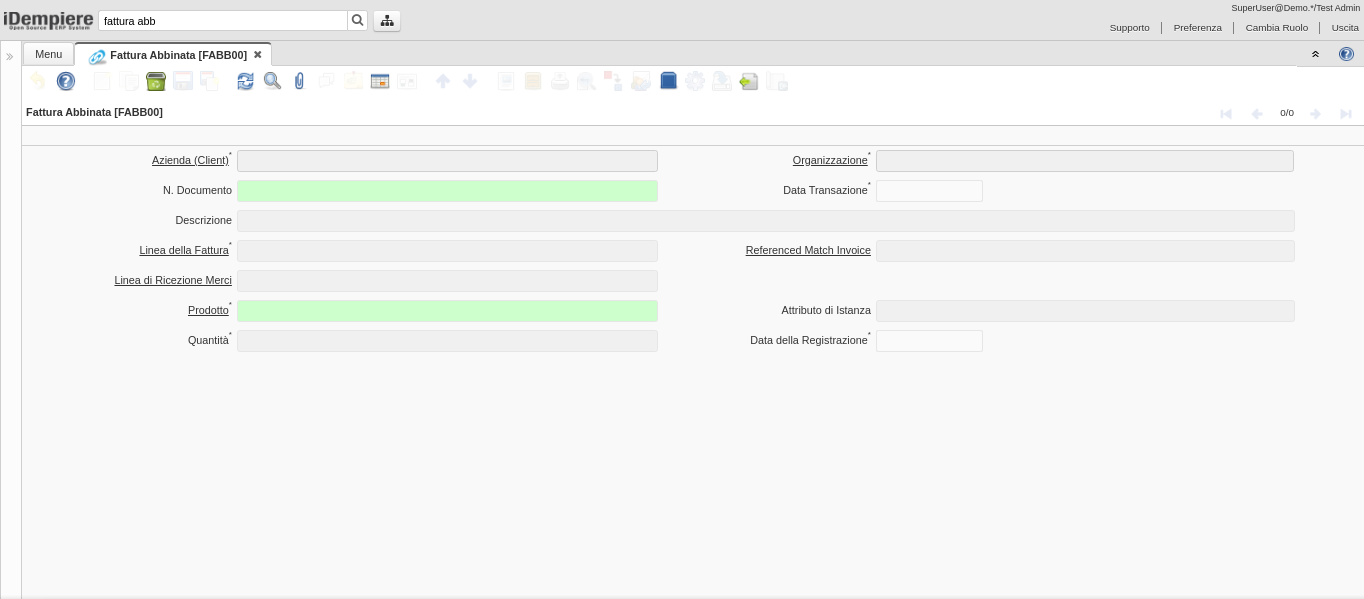 SuperUser@Demo.*/Test Admin
iDempiere
Open Source ERP System
fattura abb
Supporto
Preferenza
Cambia Ruolo
Uscita
»
Menu
Fattura Abbinata [FABB00]
Fattura Abbinata [FABB00]
0/0
Azienda (Client)*
Organizzazione*
N. Documento
Data Transazione*
Descrizione
Linea della Fattura*
Referenced Match Invoice
Linea di Ricezione Merci
Prodotto*
Attributo di Istanza
Quantità*
Data della Registrazione*